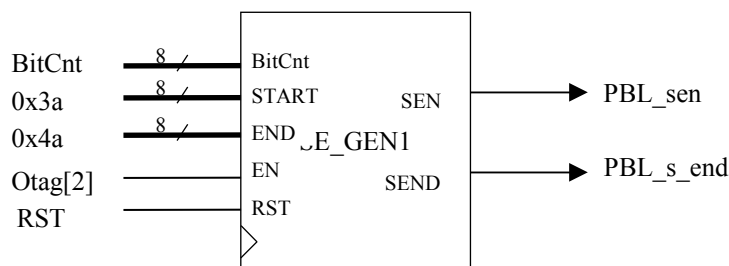 BitCnt 8 BitCnt
0x3a 8 START SEN PBL_sen
0x4a 8 END E_GEN1
Otag[2] EN SEND PBL_s_end
RST RST